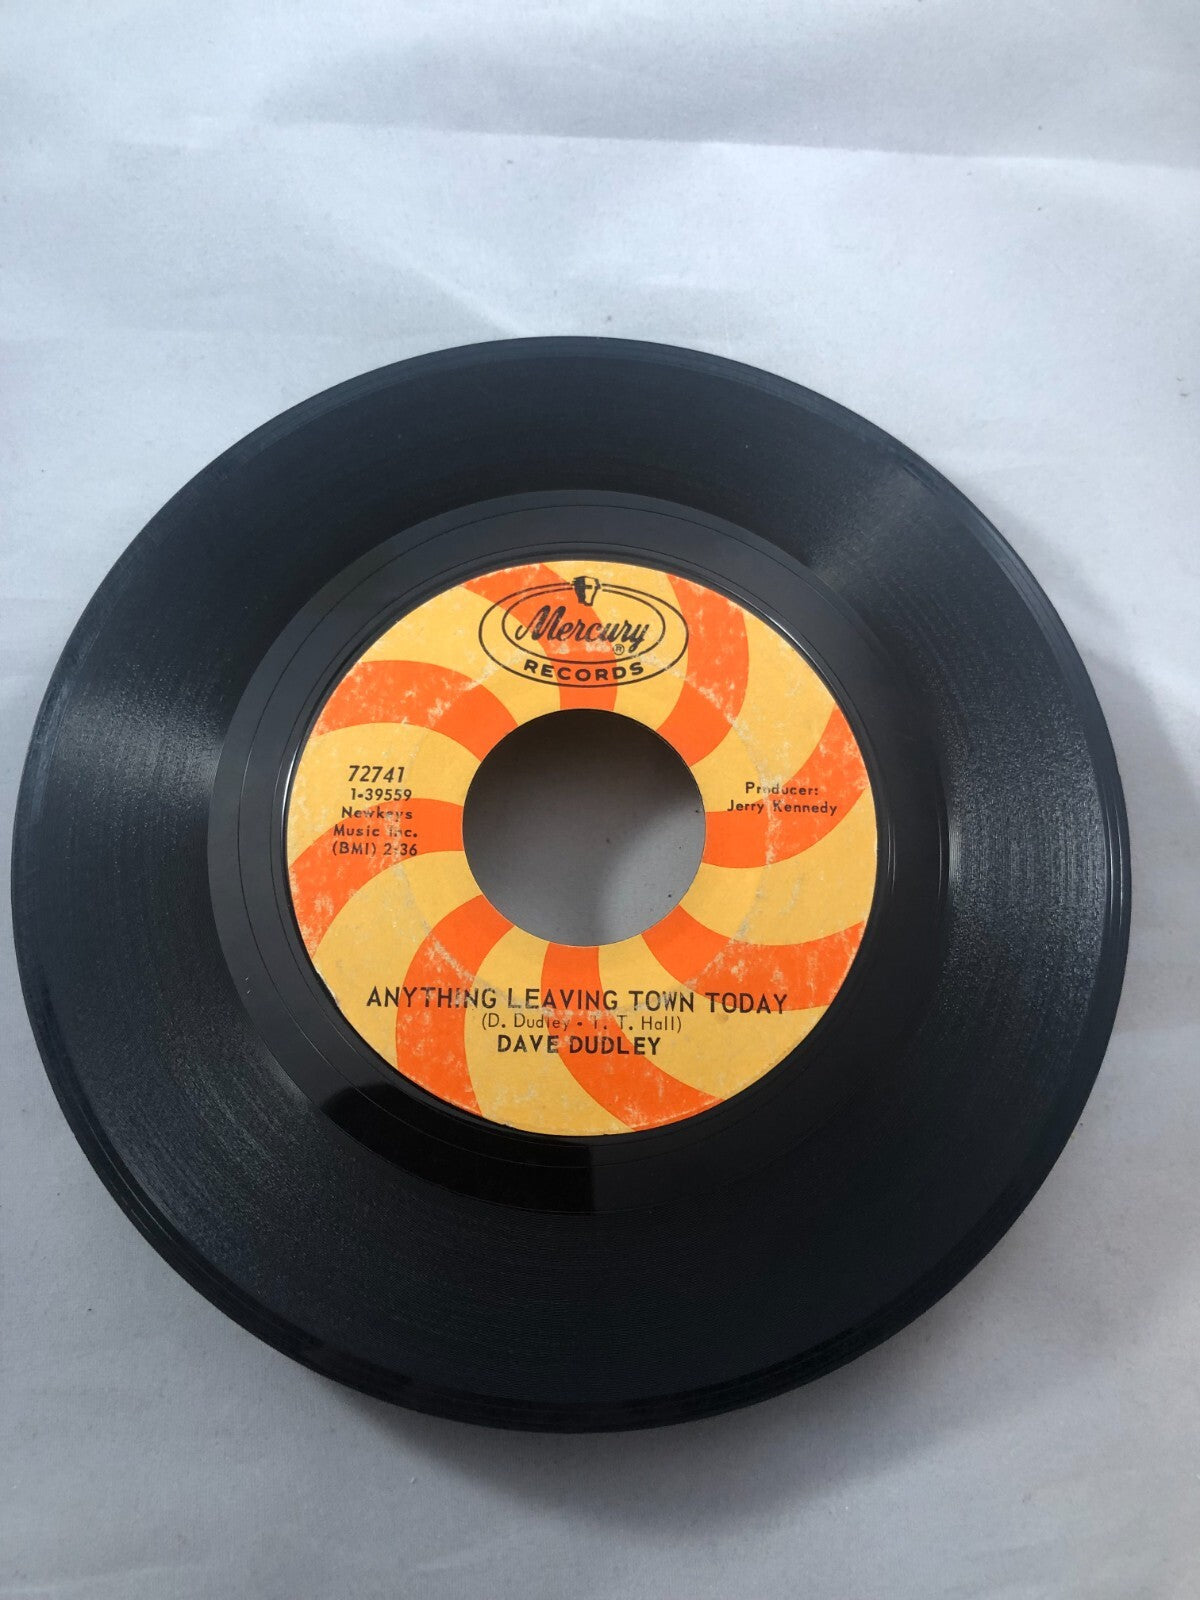 Mercury
®
RECORDS
72741
1-39559
Newkeys
Music Inc.
(BMI) 2:36
Producer:
Jerry Kennedy
ANYTHING LEAVING TOWN TODAY
(D. Dudley - T. T. Hall)
DAVE DUDLEY